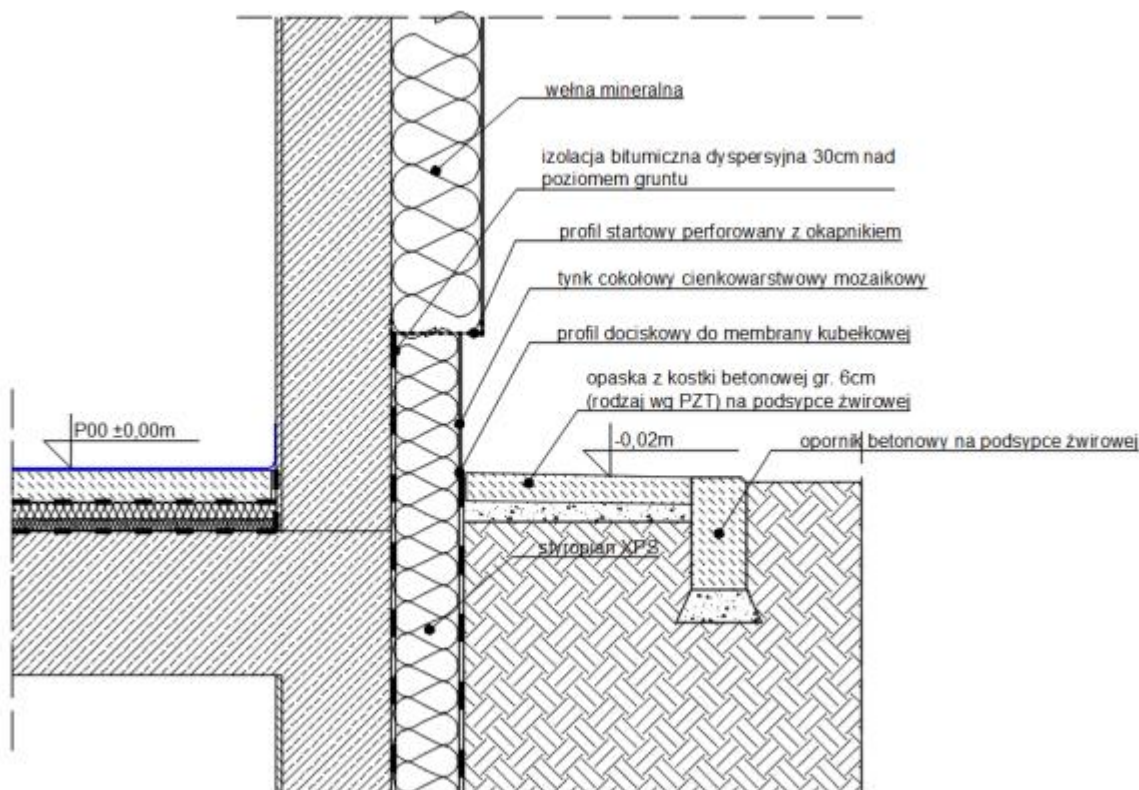 wełna mineralna
izolacja bitumiczna dyspersyjna 30cm nad
poziomem gruntu
profil startowy perforowany z okapnikiem
tynk cokołowy cienkowarstwowy mozaikowy
profil dociskowy do membrany kubełkowej
opaska z kostki betonowej gr. 6cm
(rodzaj wg PZT) na podsypce żwirowej
P00 ±0,00m
-0,02m
opornik betonowy na podsypce żwirowej
styropian XPS